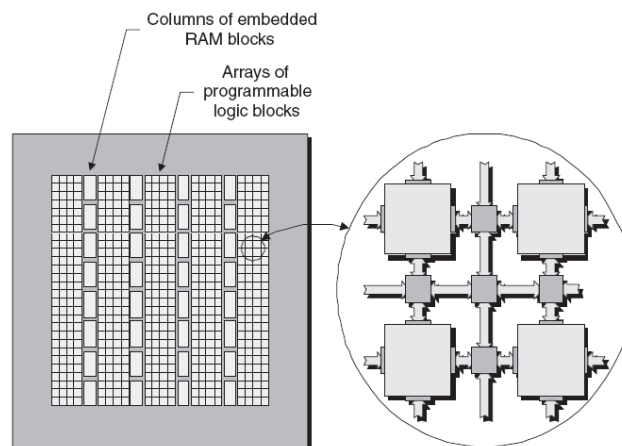 Columns of embedded
RAM blocks
Arrays of
programmable
logic blocks